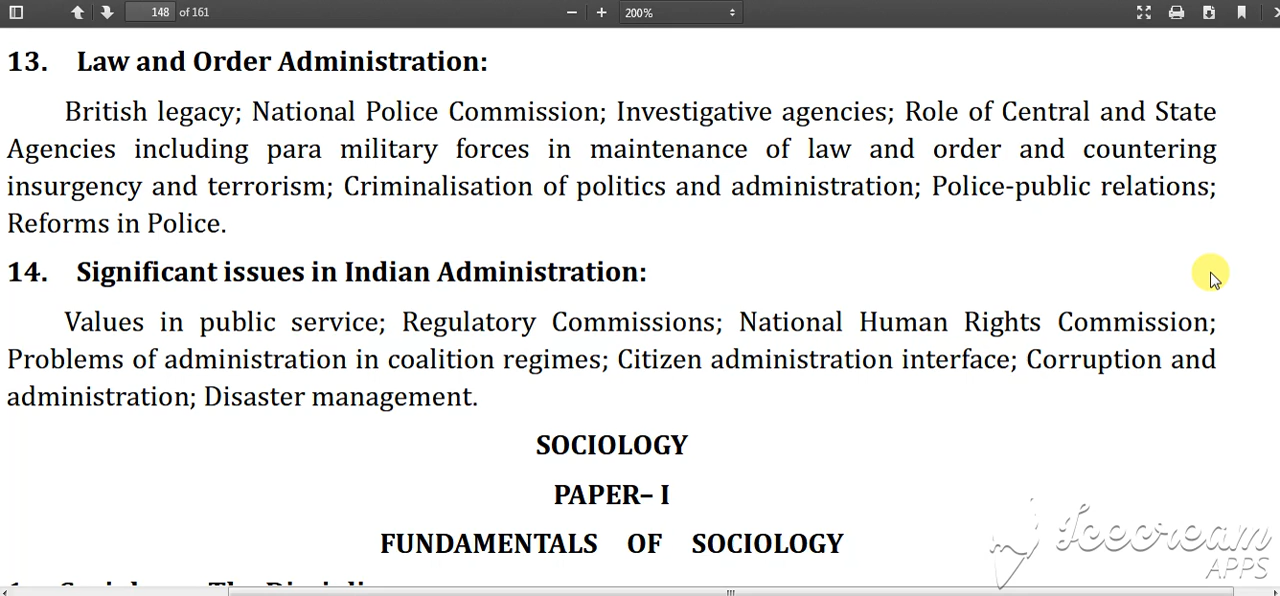 148 of 161
200%
13. Law and Order Administration:
British legacy; National Police Commission; Investigative agencies; Role of Central and State
Agencies including para military forces in maintenance of law and order and countering
insurgency and terrorism; Criminalisation of politics and administration; Police-public relations;
Reforms in Police.
14. Significant issues in Indian Administration:
Values in public service; Regulatory Commissions; National Human Rights Commission;
Problems of administration in coalition regimes; Citizen administration interface; Corruption and
administration; Disaster management.
SOCIOLOGY
PAPER– I
FUNDAMENTALS OF SOCIOLOGY
Icecream
APPS